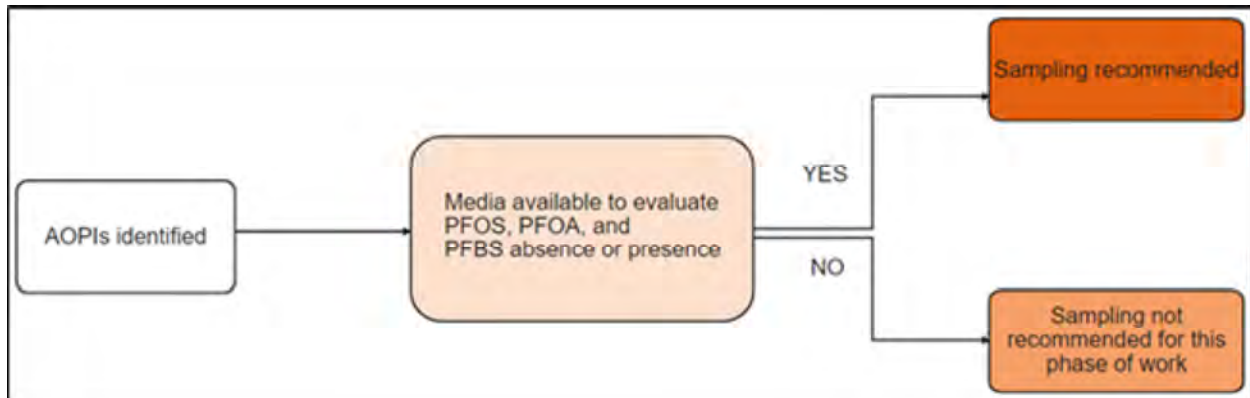 AOPIs identified
Media available to evaluate
PFOS, PFOA, and
PFBS absence or presence
YES
Sampling recommended
NO
Sampling not
recommended for this
phase of work